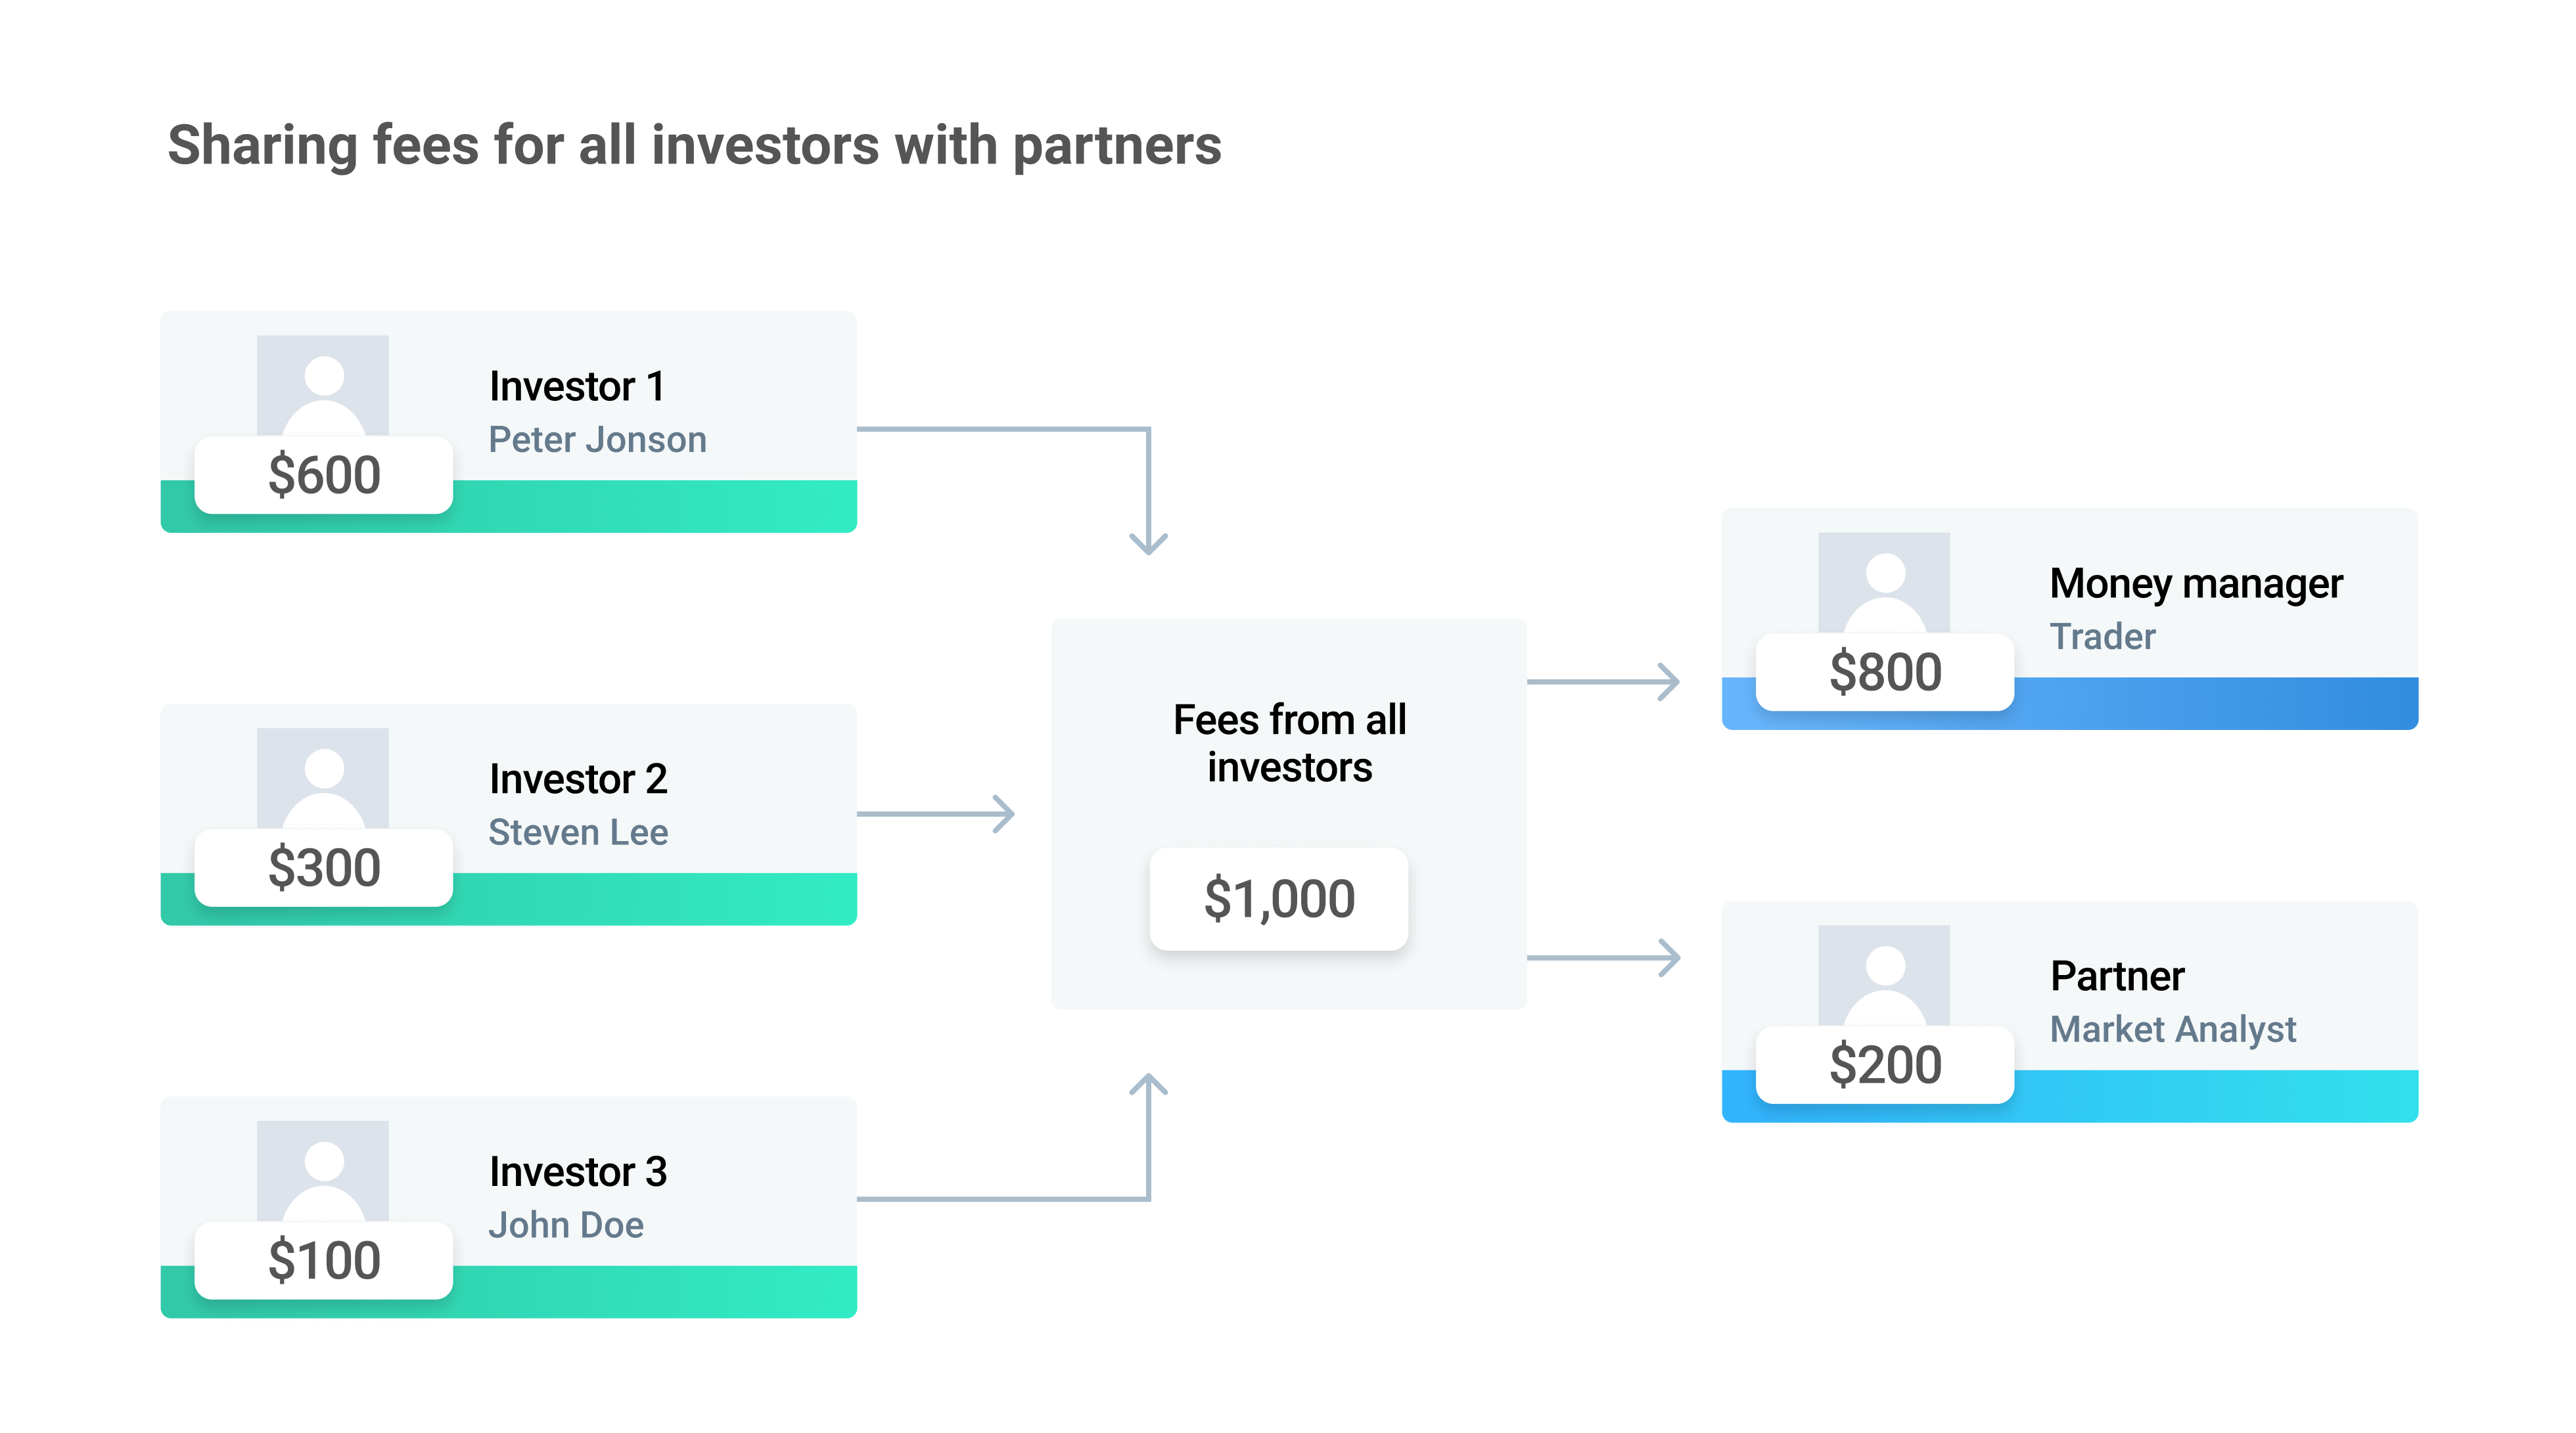 Sharing fees for all investors with partners
Investor 1
Peter Jonson
$600
Investor 2
Steven Lee
$300
Investor 3
John Doe
$100
Fees from all
investors
$1,000
Money manager
Trader
$800
Partner
Market Analyst
$200